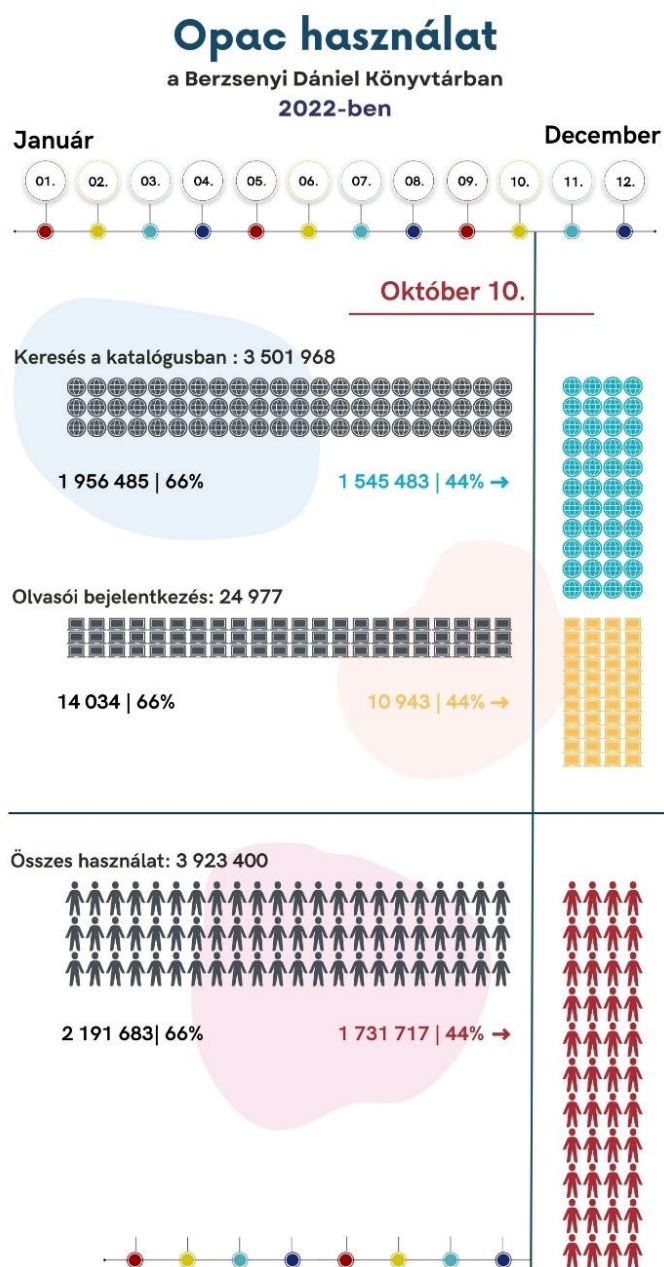 Opac használat
a Berzsenyi Dániel Könyvtárban
2022-ben
Január
December
01. 02. 03. 04. 05. 06. 07. 08. 09. 10. 11. 12.
Október 10.
Keresés a katalógusban : 3 501 968
1 956 485 | 66% 1 545 483 | 44% →
Olvasói bejelentkezés: 24 977
14 034 | 66% 10 943 | 44% →
Összes használat: 3 923 400
2 191 683| 66% 1 731 717 | 44% →